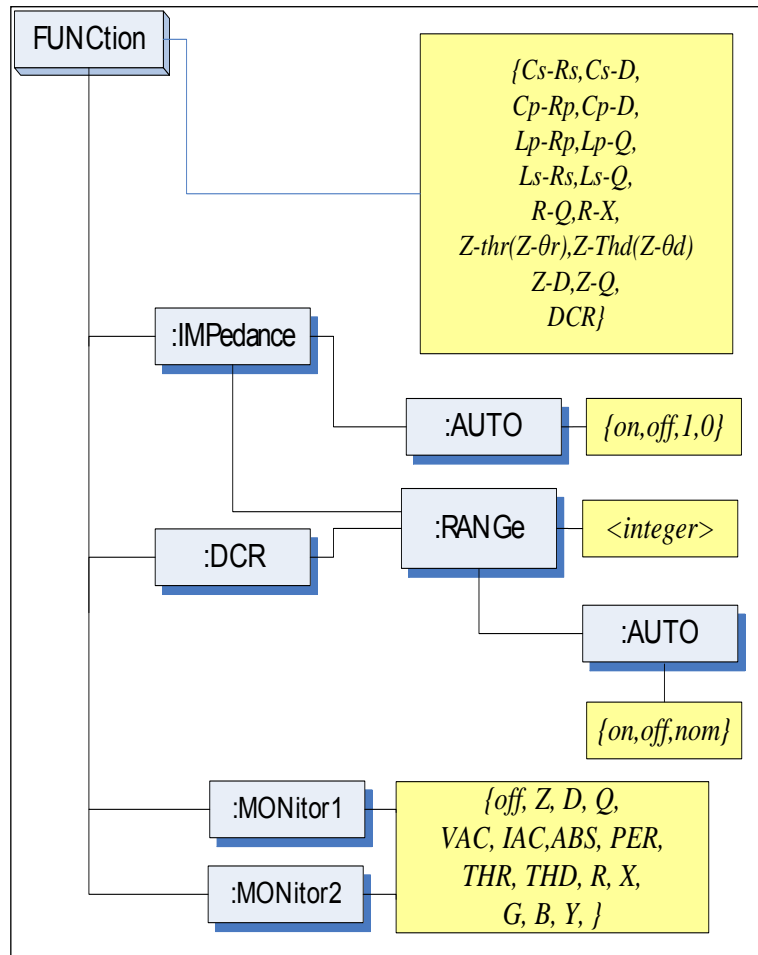 FUNCtion
{Cs-Rs,Cs-D,
Cp-Rp,Cp-D,
Lp-Rp,Lp-Q,
Ls-Rs,Ls-Q,
R-Q,R-X,
Z-thr(Z-θr),Z-Thd(Z-θd)
Z-D,Z-Q,
DCR}
:IMPedance
:AUTO
{on,off,1,0}
:RANGe
<integer>
:DCR
:AUTO
{on,off,nom}
:MONitor1
{off, Z, D, Q,
VAC, IAC,ABS, PER,
THR, THD, R, X,
G, B, Y, }
:MONitor2